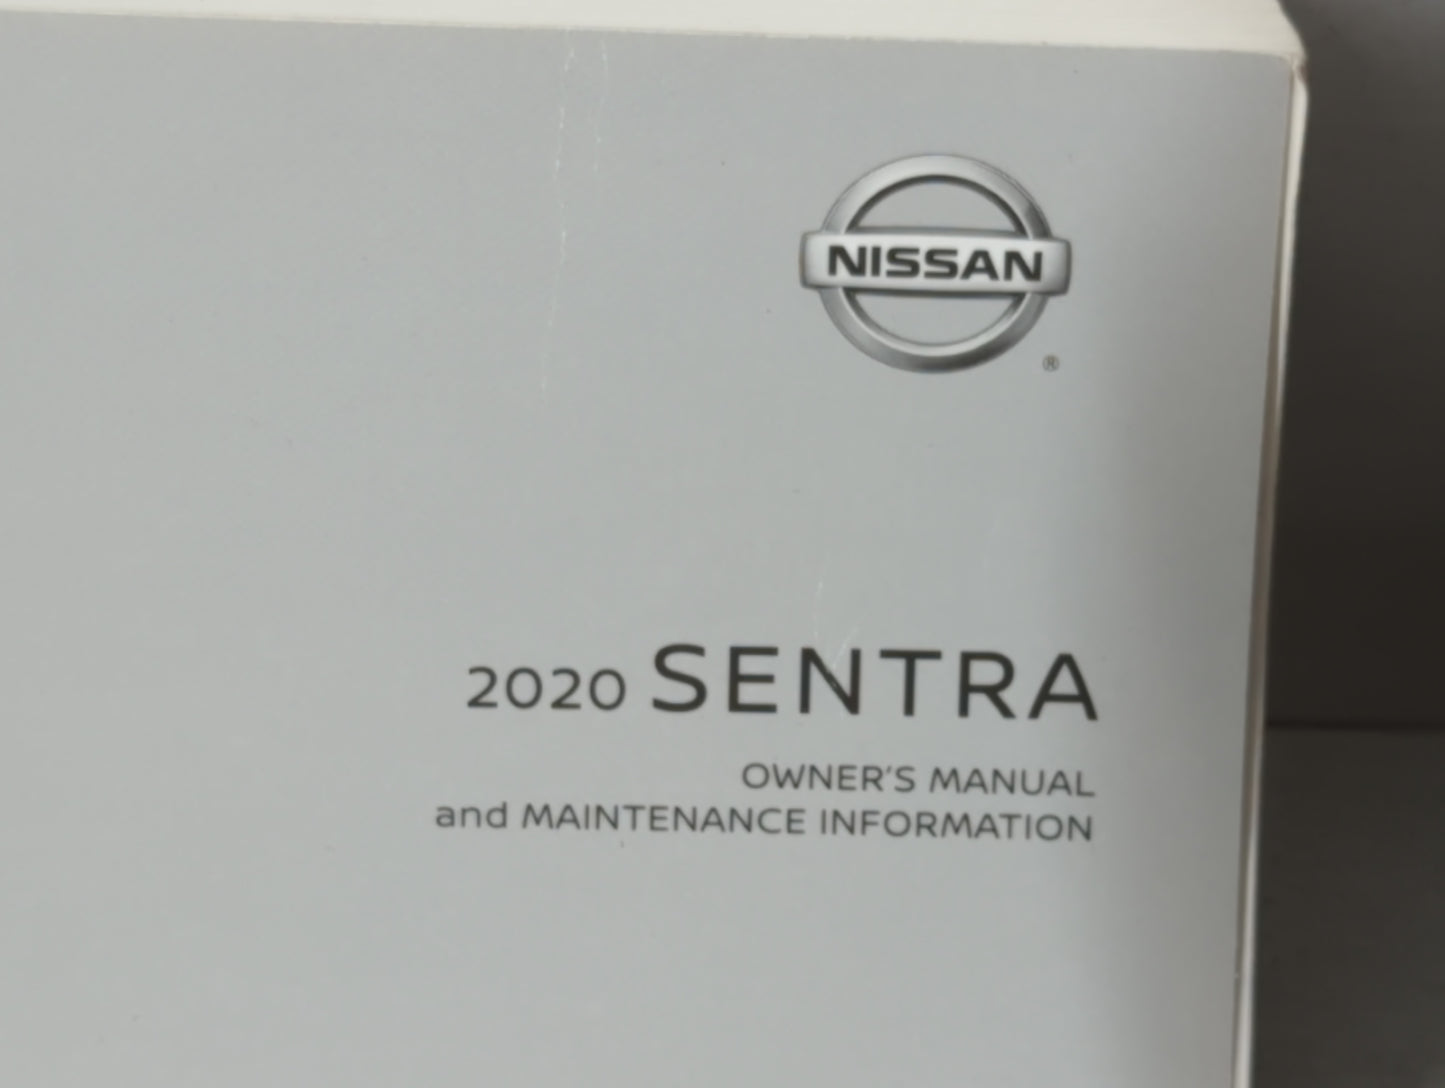 NISSAN
®
2020 SENTRA
OWNER'S MANUAL
and MAINTENANCE INFORMATION